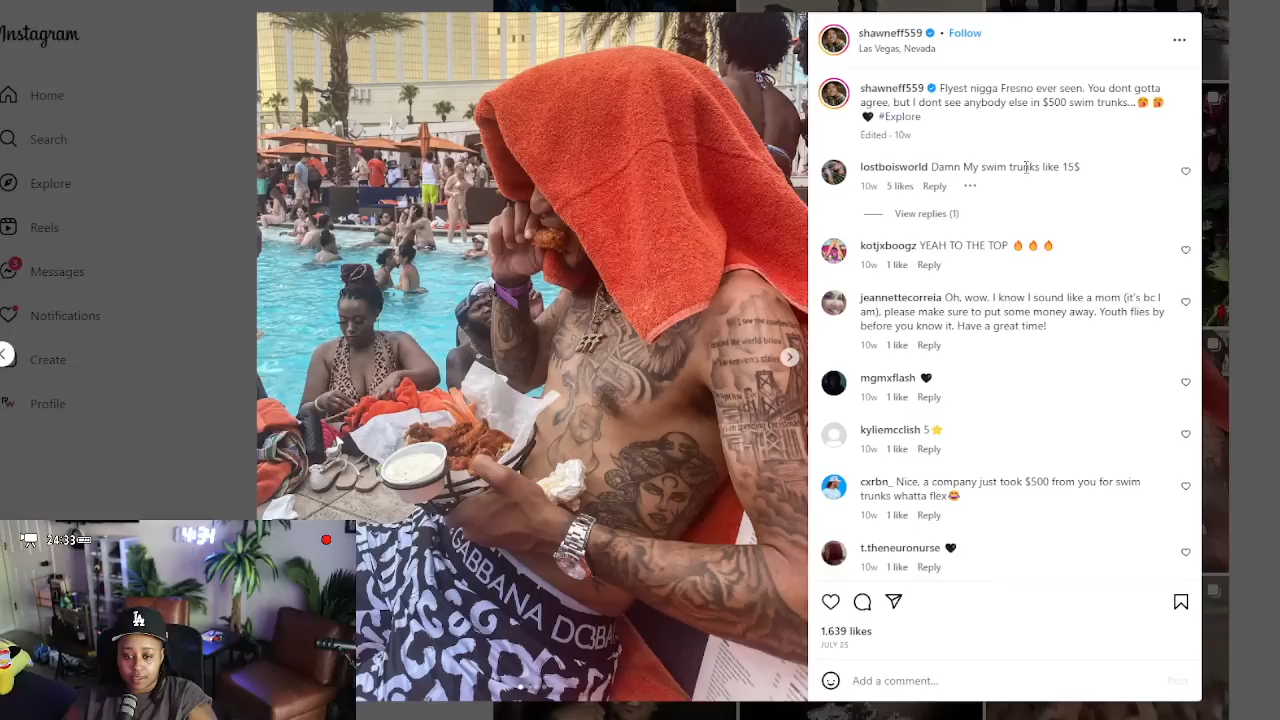 Instagram
Home
Search
Explore
Reels
3
Messages
Notifications
Create
Profile
shawneff559 • Follow
Las Vegas, Nevada
shawneff559 Flyest nigga Fresno ever seen. You dont gotta
agree, but I dont see anybody else in $500 swim trunks...🥵🥵
🖤 #Explore
Edited · 10w
lostboisworld Damn My swim trunks like 15$
10w 5 likes Reply
View replies (1)
kotjxboogz YEAH TO THE TOP 🔥🔥🔥
10w 1 like Reply
jeannettecorreia Oh, wow. I know I sound like a mom (it's bc I
am), please make sure to put some money away. Youth flies by
before you know it. Have a great time!
10w 1 like Reply
mgmxflash 🖤
10w 1 like Reply
kyliemcclish 5⭐
10w 1 like Reply
cxrbn_ Nice, a company just took $500 from you for swim
trunks whatta flex😂
10w 1 like Reply
t.theneuronurse 🖤
10w 1 like Reply
1,639 likes
JULY 25
Add a comment...
Post
GABBANA DO
24:33
LA